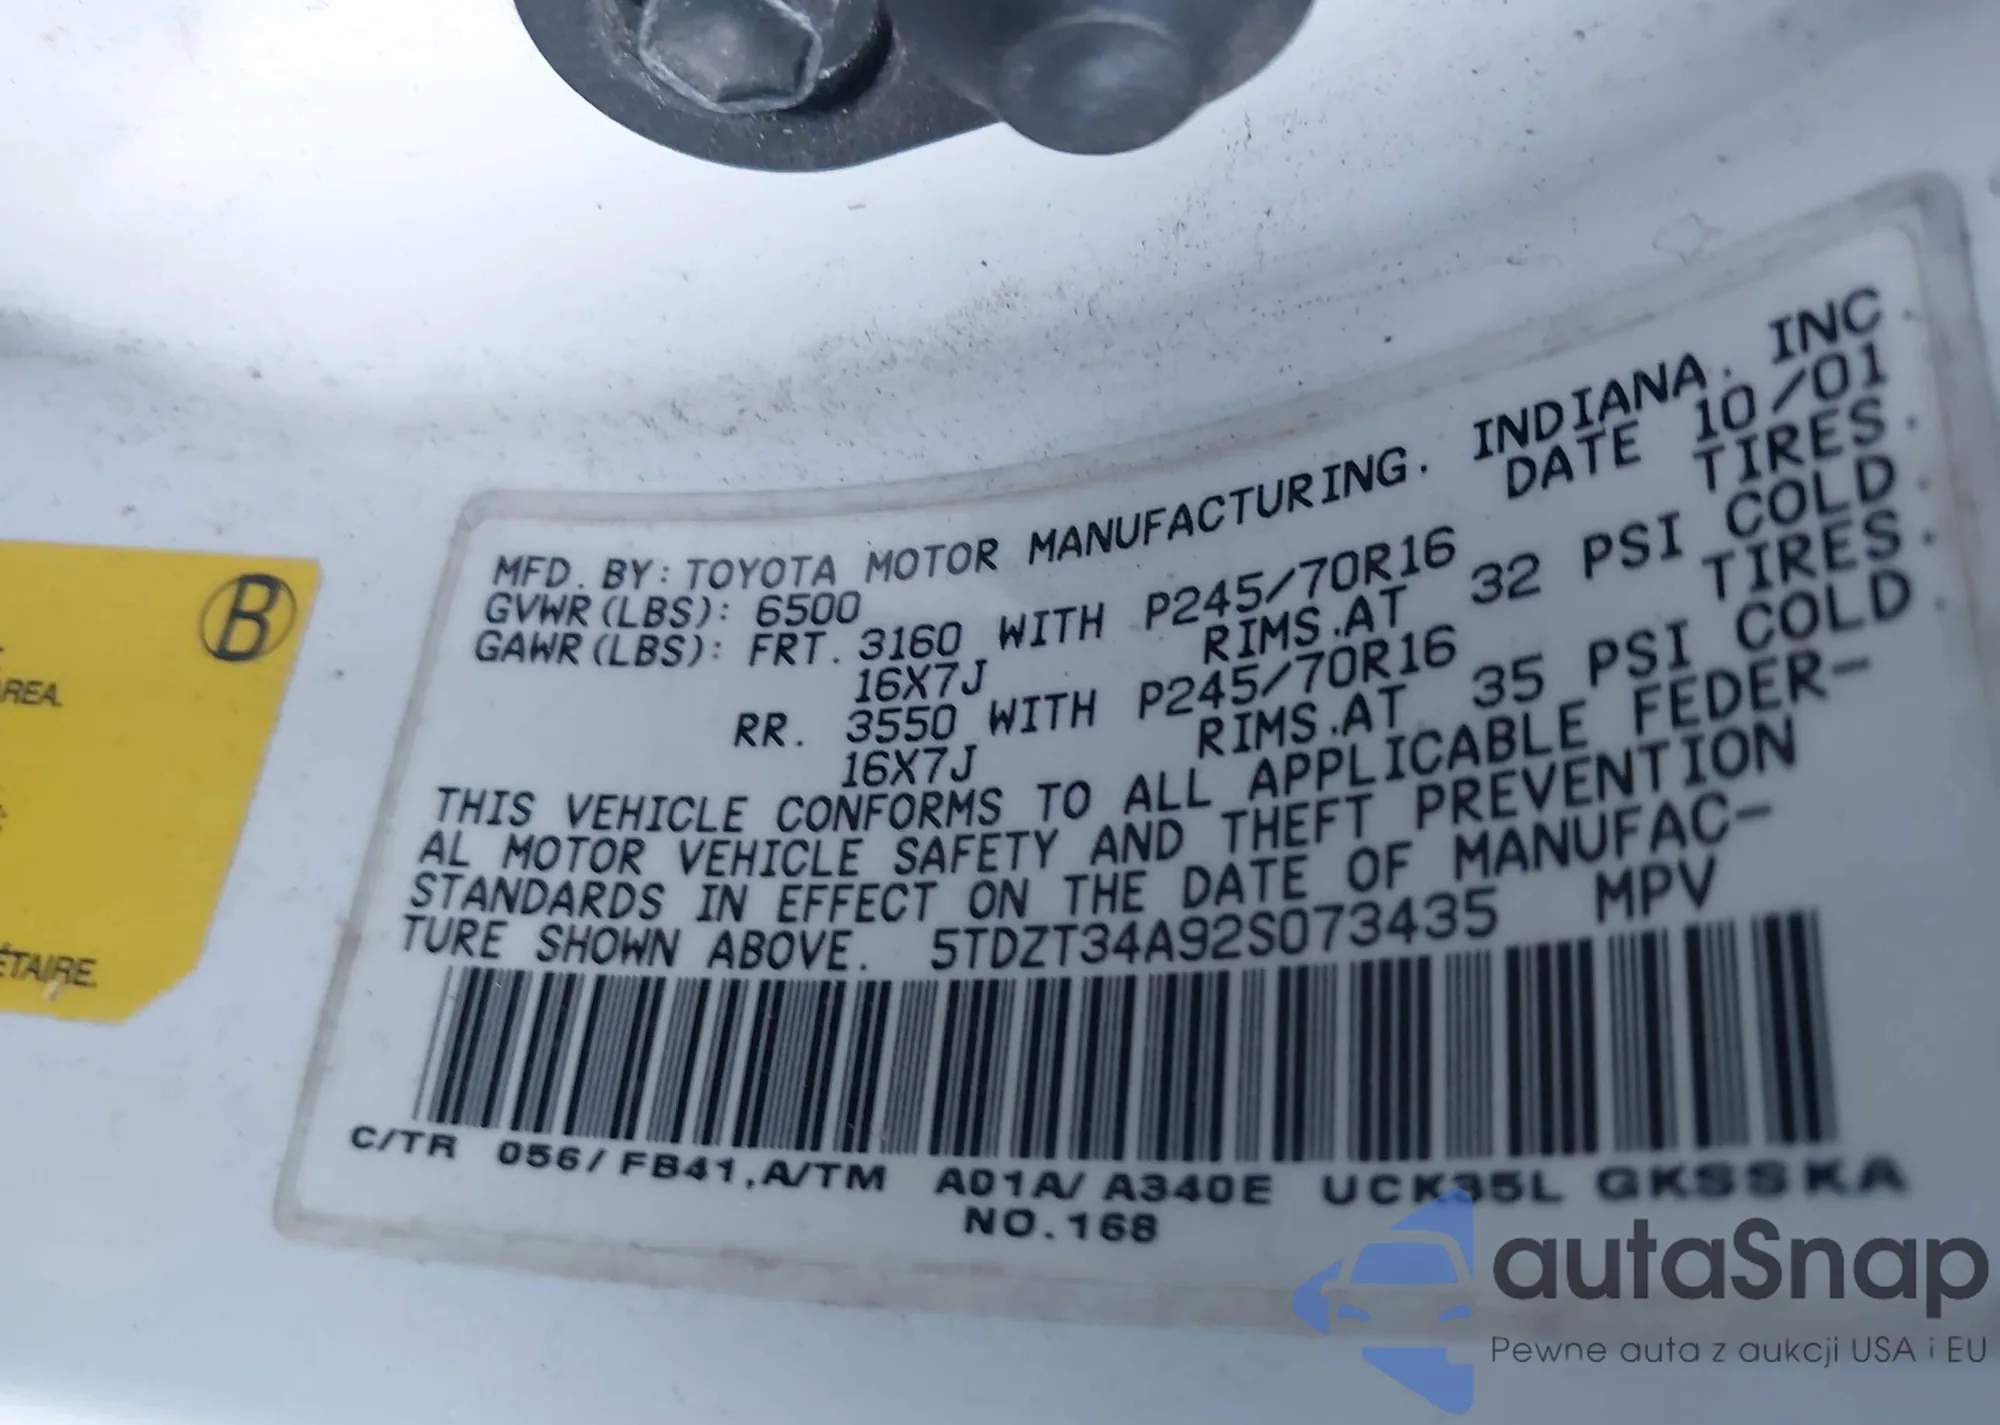 B
AREA.
ÉTAIRE.
MFD. BY: TOYOTA MOTOR MANUFACTURING. INDIANA. INC.
GVWR(LBS): 6500 DATE 10/01
GAWR(LBS): FRT. 3160 WITH P245/70R16 TIRES.
16X7J RIMS.AT 32 PSI COLD.
RR. 3550 WITH P245/70R16 TIRES.
16X7J RIMS.AT 35 PSI COLD.
THIS VEHICLE CONFORMS TO ALL APPLICABLE FEDER-
AL MOTOR VEHICLE SAFETY AND THEFT PREVENTION
STANDARDS IN EFFECT ON THE DATE OF MANUFAC-
TURE SHOWN ABOVE. 5TDZT34A92S073435 MPV
C/TR 056/FB41,A/TM A01A/A340E UCK35L GKSSKA
NO.168
autaSnap
Pewne auta z aukcji USA i EU